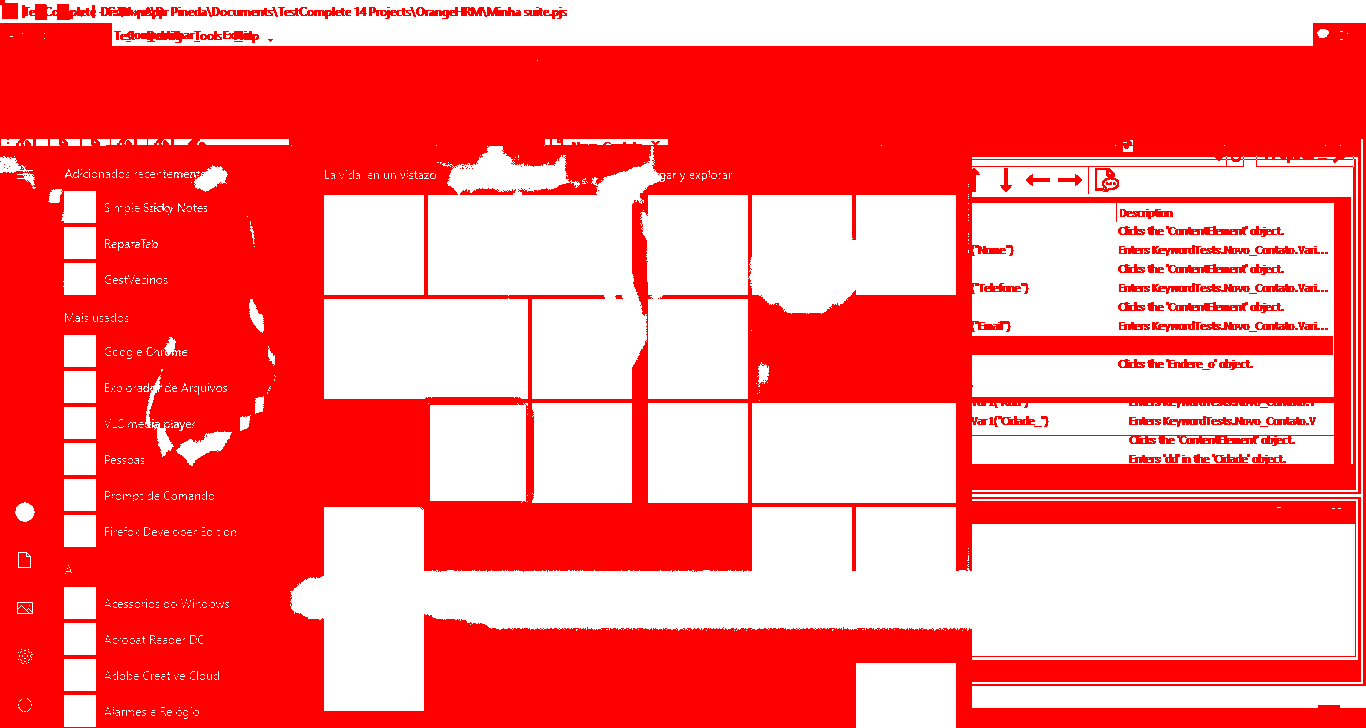 Pineda\Documents\TestComplete 14 Projects\OrangeHRM\Minha suite.pjs
Tools
Adicionados recentemente
La vida en un vistazo
gar y explorar
Simple Sticky Notes
Description
Clicks the 'ContentElement' object.
RepairTab
("Nome") Enters KeywordTests.Novo_Contato.Vari...
Clicks the 'ContentElement' object.
GestVecinos
("Telefone") Enters KeywordTests.Novo_Contato.Vari...
Clicks the 'ContentElement' object.
Mais usados
("Email") Enters KeywordTests.Novo_Contato.Vari...
Google Chrome
Clicks the 'Endere_o' object.
Explorador de Arquivos
VLC media player
Var1("Cidade_") Enters KeywordTests.Novo_Contato.V
Clicks the 'ContentElement' object.
Pessoas
Enters 'dd' in the 'Cidade' object.
Prompt de Comando
Firefox Developer Edition
A
Acessórios do Windows
Acrobat Reader DC
Adobe Creative Cloud
Alarmes e Relógio